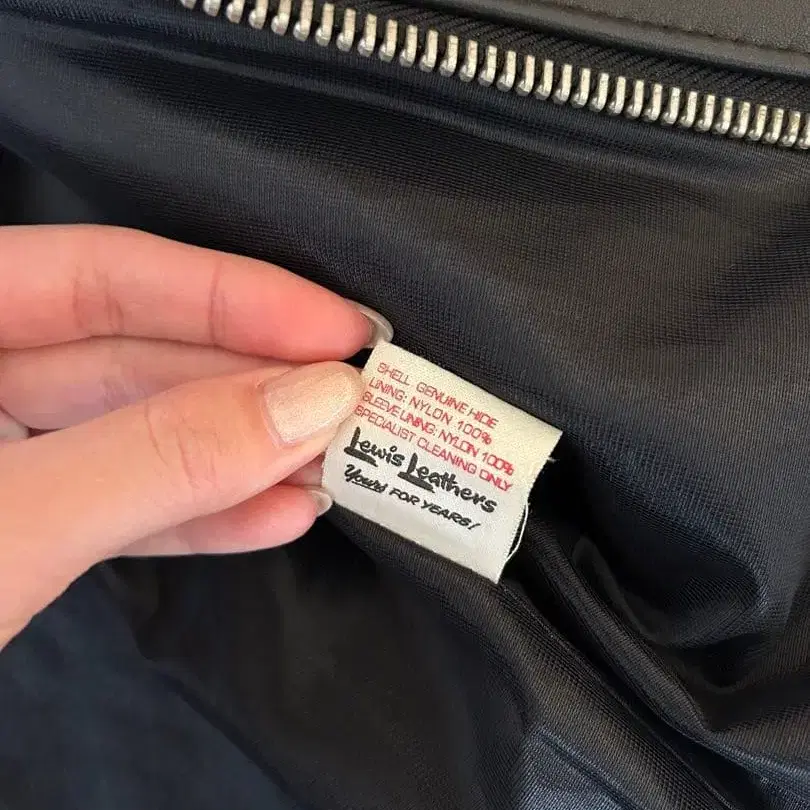 SHELL GENUINE HIDE
LINING: NYLON 100%
SLEEVE LINING: NYLON 100%
SPECIALIST CLEANING ONLY
Lewis Leathers
Yours FOR YEARS!